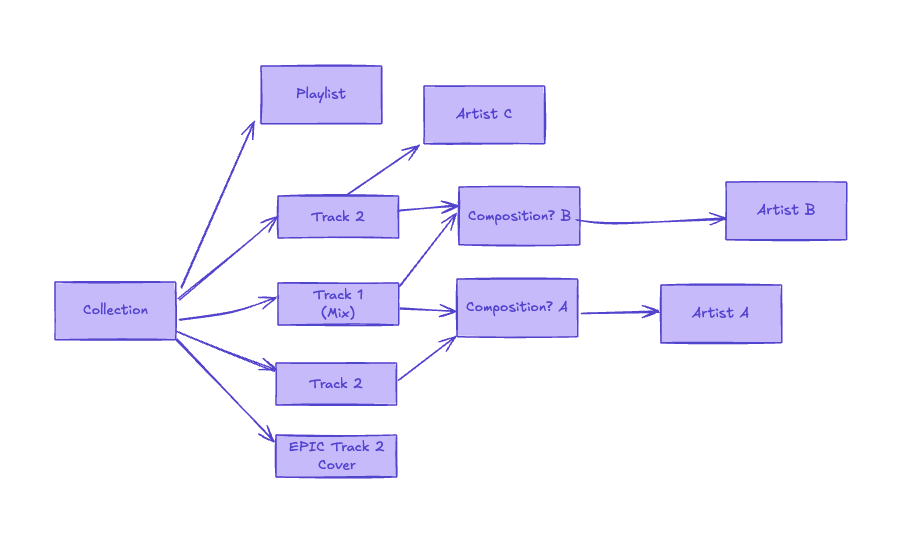 Playlist
Artist C
Track 2
Composition? B
Artist B
Collection
Track 1
(Mix)
Composition? A
Artist A
Track 2
EPIC Track 2
Cover